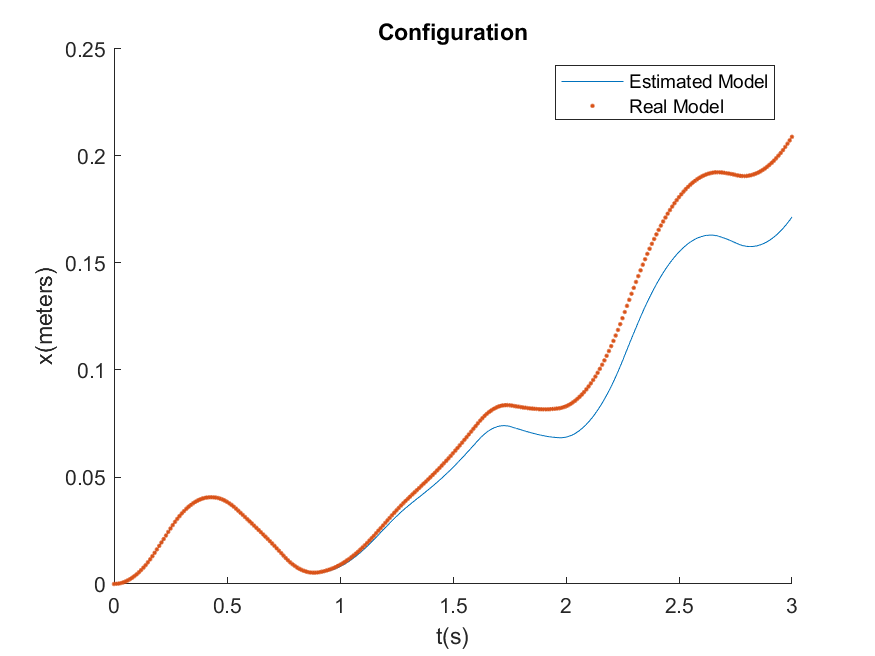 Configuration
0.25
Estimated Model
Real Model
0.2
0.15
x(meters)
0.1
0.05
0
0 0.5 1 1.5 2 2.5 3
t(s)